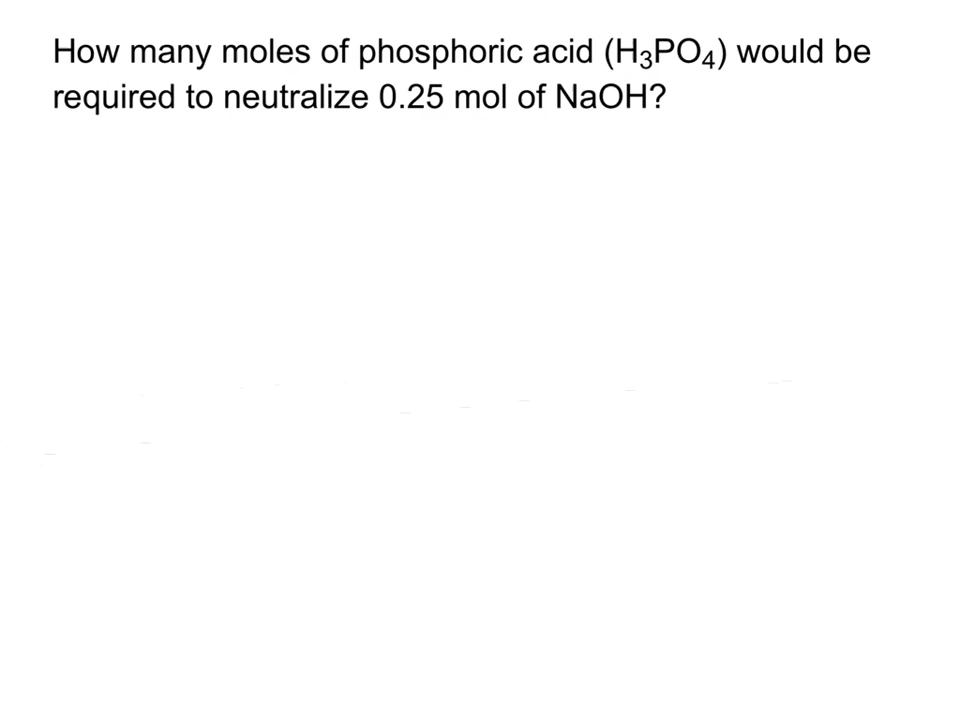 How many moles of phosphoric acid (H₃PO₄) would be
required to neutralize 0.25 mol of NaOH?